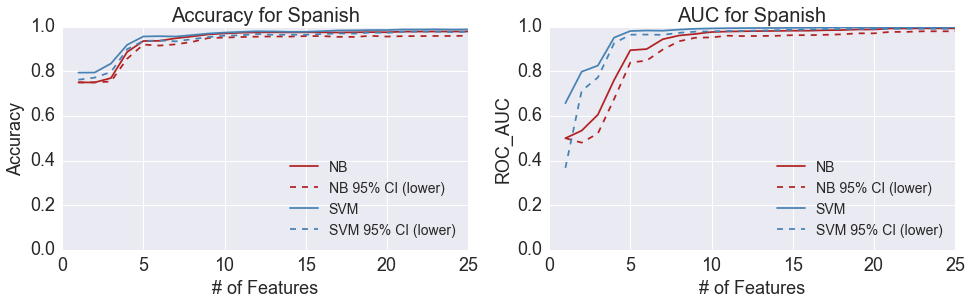 Accuracy for Spanish
1.0
0.8
0.6
0.4
0.2
0.0
Accuracy
NB
NB 95% CI (lower)
SVM
SVM 95% CI (lower)
0 5 10 15 20 25
# of Features
AUC for Spanish
1.0
0.8
0.6
0.4
0.2
0.0
ROC_AUC
NB
NB 95% CI (lower)
SVM
SVM 95% CI (lower)
0 5 10 15 20 25
# of Features